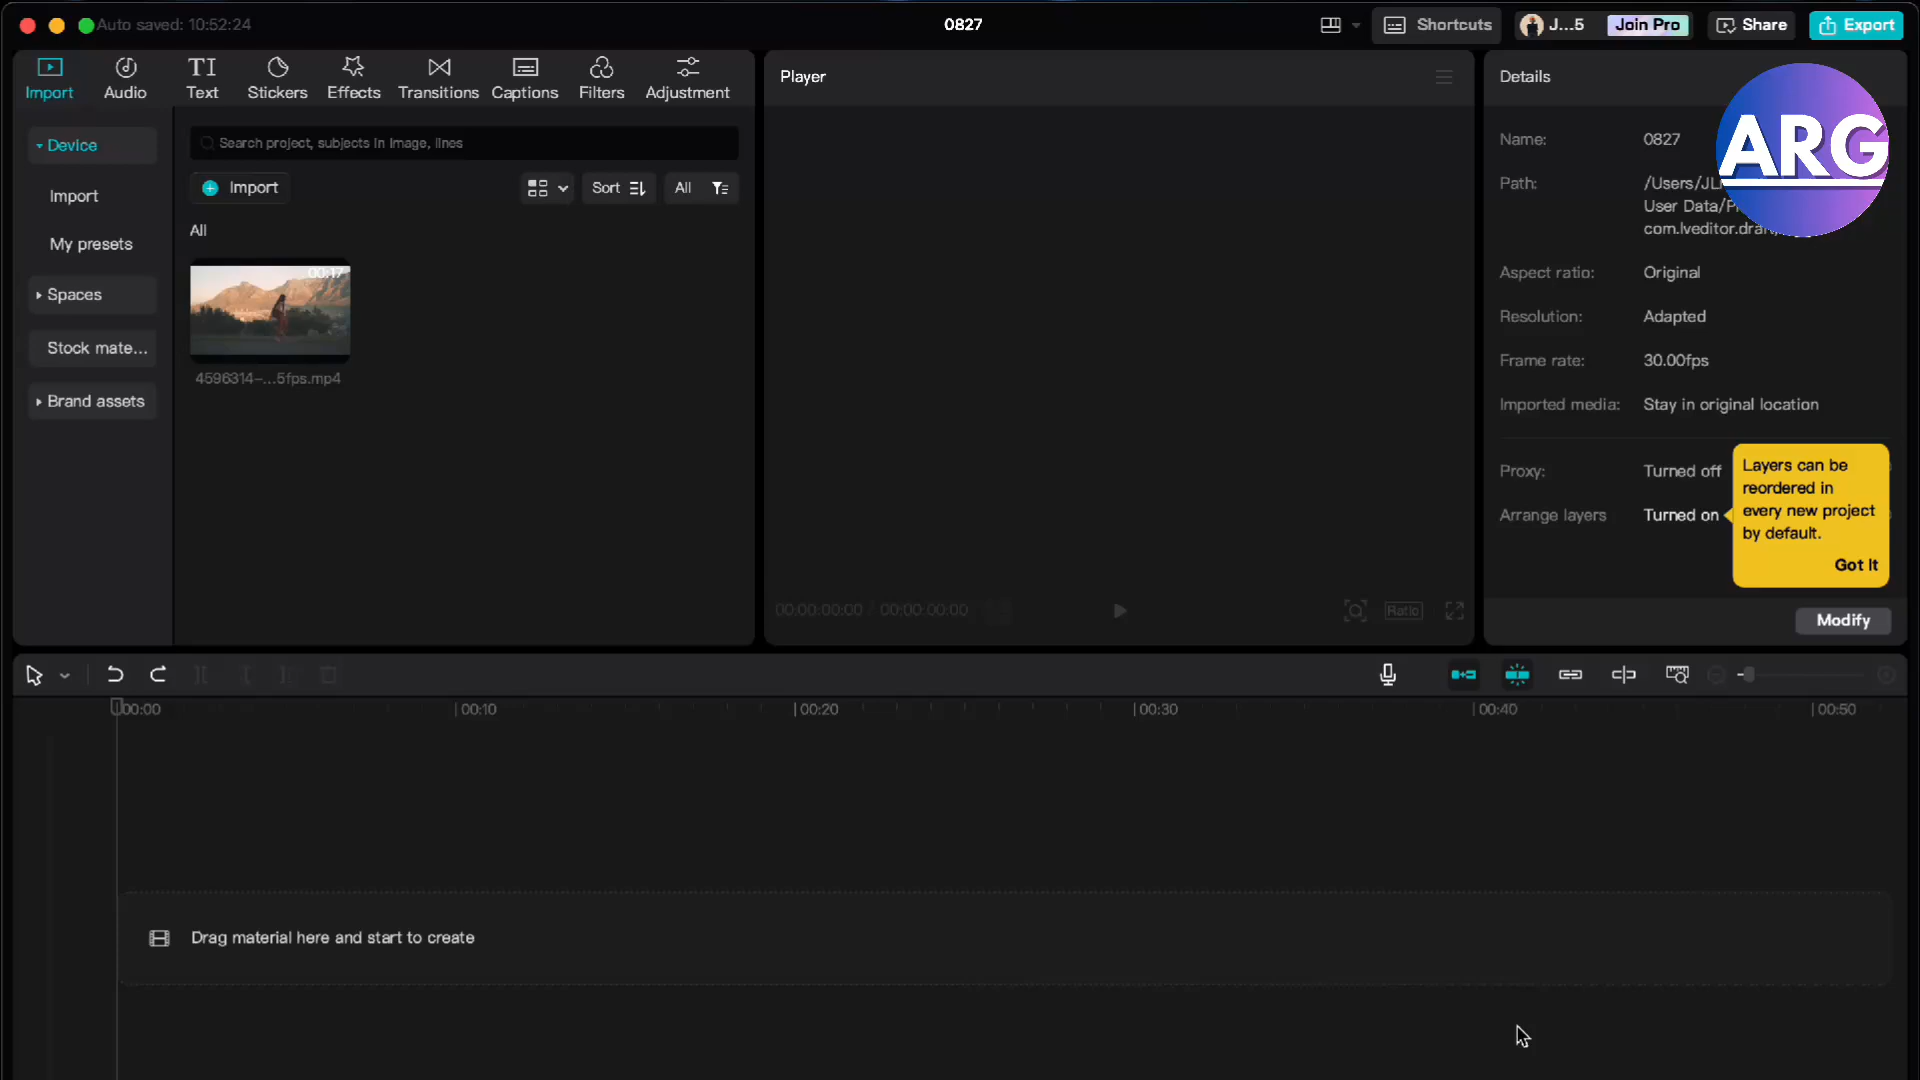 Auto saved: 10:52:24
0827
Shortcuts
J...5
Join Pro
Share
Export
Import
Audio
TI
Text
Stickers
Effects
Transitions
Captions
Filters
Adjustment
Device
Import
My presets
Spaces
Stock mate...
Brand assets
Search project, subjects in image, lines
Import
Sort
All
All
00:17
4596314-...5fps.mp4
Player
00:00:00:00 / 00:00:00:00
Ratio
Details
ARG
Name: 0827
Path:
User Data/
Aspect ratio: Original
Resolution: Adapted
Frame rate: 30.00fps
Imported media: Stay in original location
Proxy: Turned off
Arrange layers Turned on
Layers can be
reordered in
every new project
by default.
Got it
Modify
00:00
00:10
00:20
00:30
00:40
00:50
Drag material here and start to create